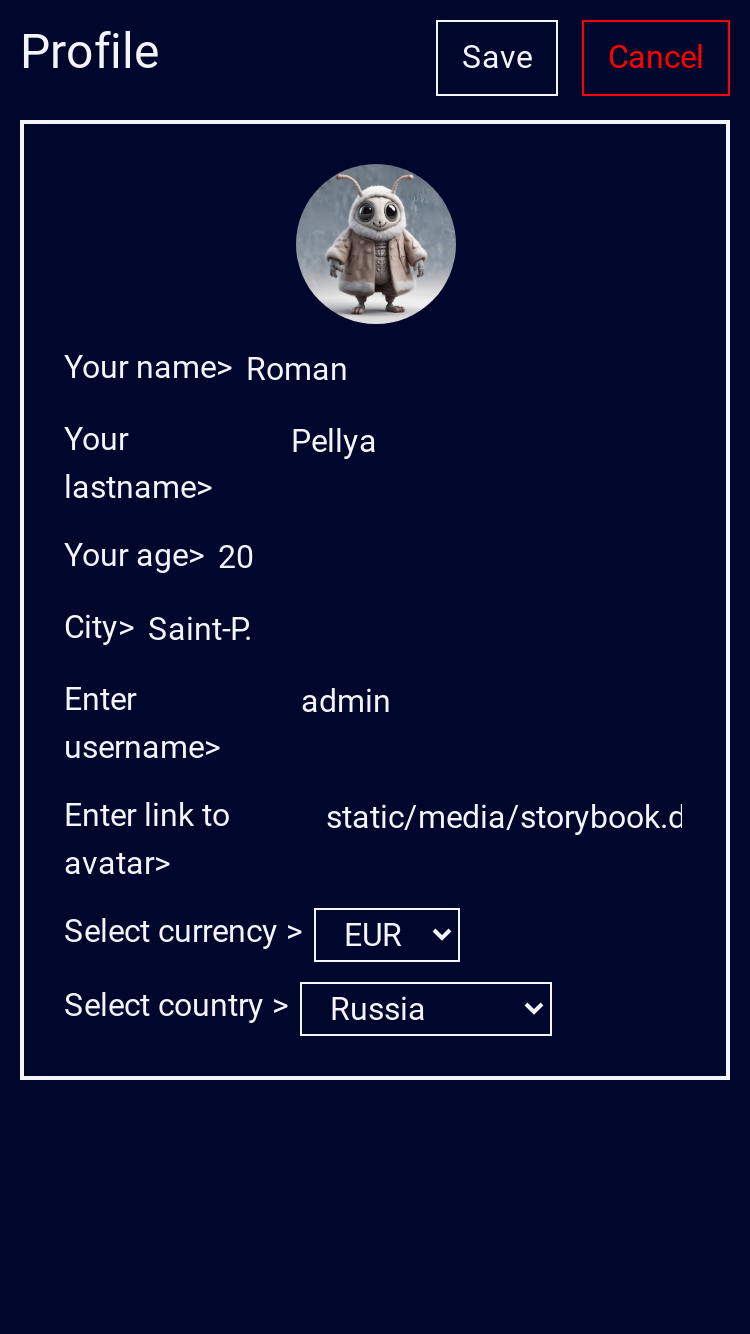 Profile
Save
Cancel
Your name> Roman
Your Pellya
lastname>
Your age> 20
City> Saint-P.
Enter admin
username>
Enter link to static/media/storybook.d
avatar>
Select currency > EUR
Select country > Russia